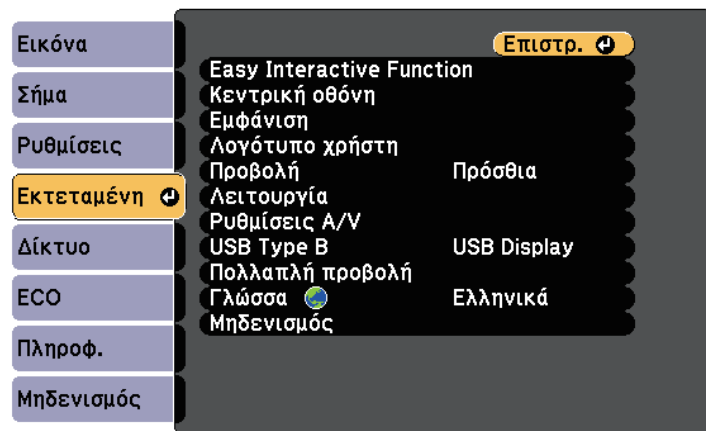 Εικόνα
Σήμα
Ρυθμίσεις
Εκτεταμένη
Δίκτυο
ECO
Πληροφ.
Μηδενισμός
Επιστρ.
Easy Interactive Function
Κεντρική οθόνη
Εμφάνιση
Λογότυπο χρήστη
Προβολή Πρόσθια
Λειτουργία
Ρυθμίσεις A/V
USB Type B USB Display
Πολλαπλή προβολή
Γλώσσα Ελληνικά
Μηδενισμός